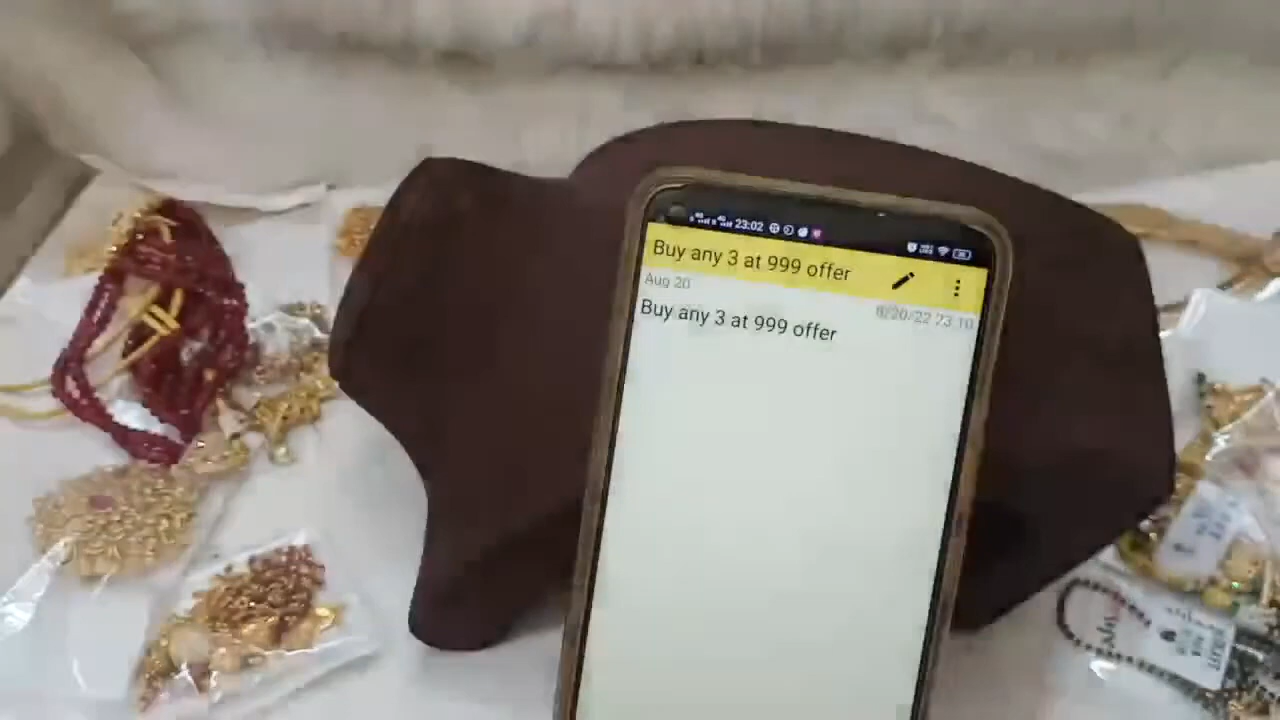 23:02
Buy any 3 at 999 offer
Aug 20
8/20/22 23:10
Buy any 3 at 999 offer